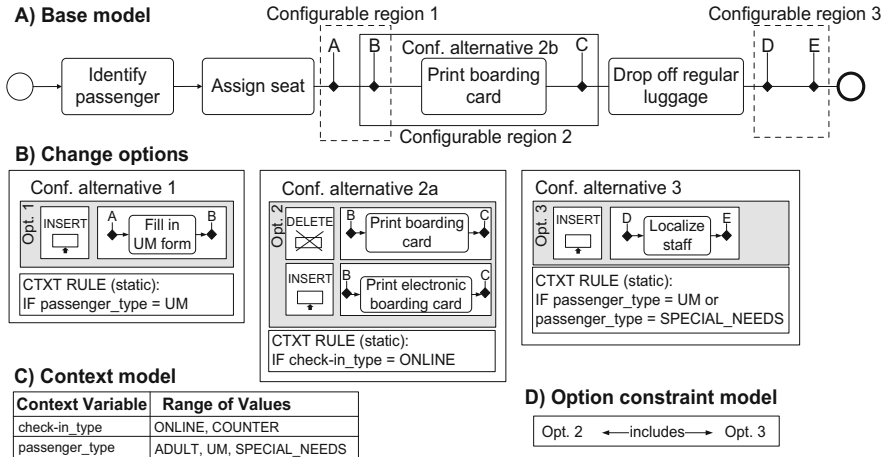 A) Base model
Configurable region 1
Configurable region 3
A
B
Conf. alternative 2b
C
D
E
Identify
passenger
Assign seat
Print boarding
card
Drop off regular
luggage
Configurable region 2
B) Change options
Conf. alternative 1
Opt. 1
INSERT
A
Fill in
UM form
B
CTXT RULE (static):
IF passenger_type = UM
Conf. alternative 2a
Opt. 2
DELETE
B
Print boarding
card
C
INSERT
B
Print electronic
boarding card
C
CTXT RULE (static):
IF check-in_type = ONLINE
Conf. alternative 3
Opt. 3
INSERT
D
Localize
staff
E
CTXT RULE (static):
IF passenger_type = UM or
passenger_type = SPECIAL_NEEDS
C) Context model
Context Variable Range of Values
check-in_type ONLINE, COUNTER
passenger_type ADULT, UM, SPECIAL_NEEDS
D) Option constraint model
Opt. 2 includes Opt. 3